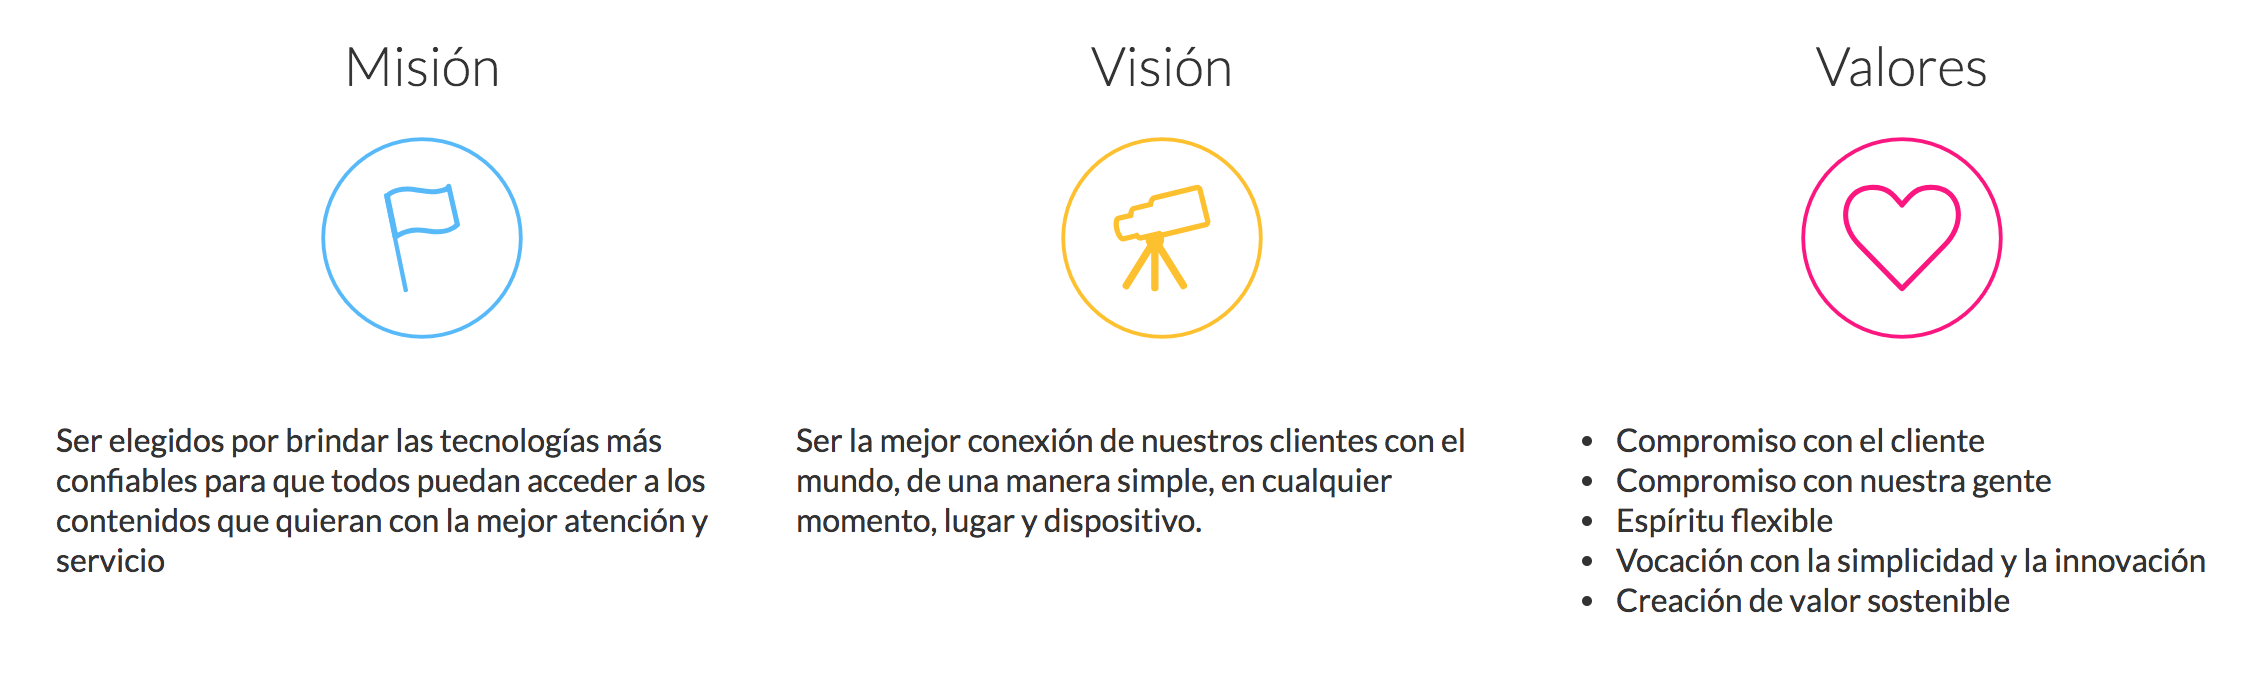 Misión
Ser elegidos por brindar las tecnologías más
confiables para que todos puedan acceder a los
contenidos que quieran con la mejor atención y
servicio
Visión
Ser la mejor conexión de nuestros clientes con el
mundo, de una manera simple, en cualquier
momento, lugar y dispositivo.
Valores
• Compromiso con el cliente
• Compromiso con nuestra gente
• Espíritu flexible
• Vocación con la simplicidad y la innovación
• Creación de valor sostenible